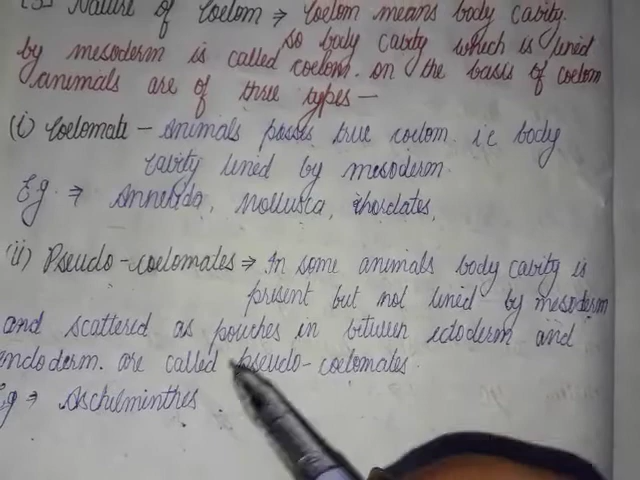 (3) Nature of Coelom ⇒ Coelom means body cavity.
so body cavity which is lined
by mesoderm is called coelom. on the basis of coelom
animals are of three types —
(i) Coelomate - Animals posses true coelom. i.e body
cavity lined by mesoderm.
Eg. ⇒ Annelida, Mollusca, chordates,
(ii) Pseudo-coelomates ⇒ In some animals body cavity is
present but not lined by mesoderm
and scattered as pouches in between ectoderm and
endoderm. are called pseudo-coelomates.
Eg ⇒ Aschelminthes